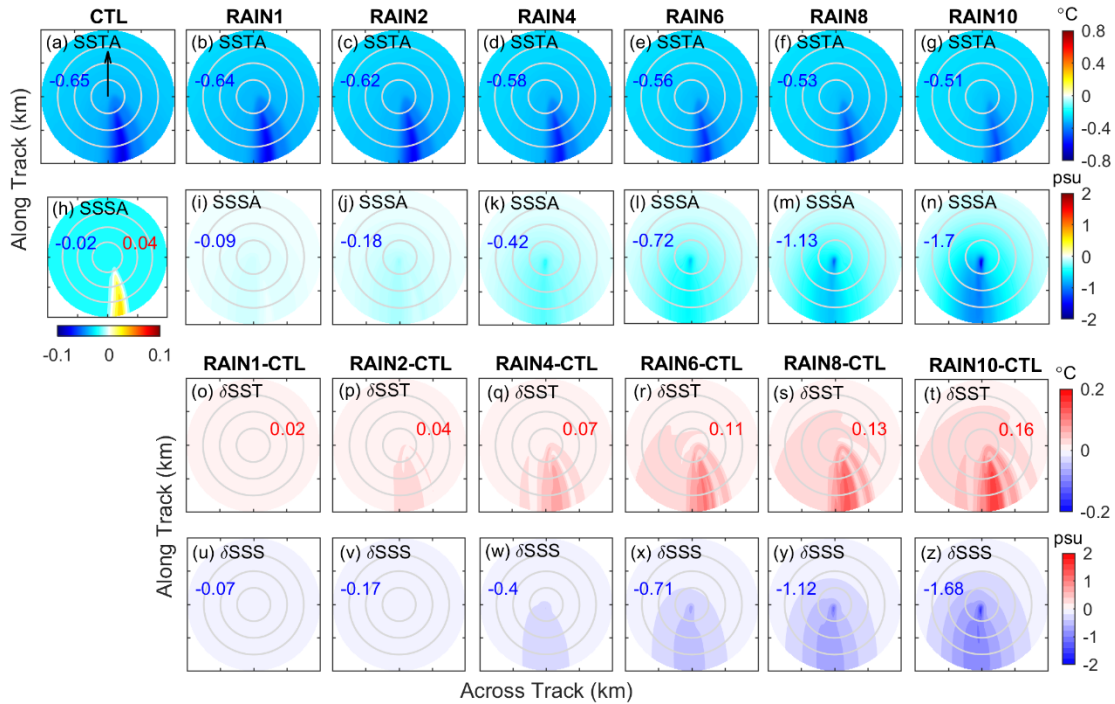 CTL RAIN1 RAIN2 RAIN4 RAIN6 RAIN8 RAIN10 °C
(a) SSTA (b) SSTA (c) SSTA (d) SSTA (e) SSTA (f) SSTA (g) SSTA 0.8
0.4
-0.65 -0.64 -0.62 -0.58 -0.56 -0.53 -0.51 0
-0.4
-0.8
psu
(h) SSSA (i) SSSA (j) SSSA (k) SSSA (l) SSSA (m) SSSA (n) SSSA 2
1
-0.02 0.04 -0.09 -0.18 -0.42 -0.72 -1.13 -1.7 0
-1
-2
-0.1 0 0.1
Along Track (km)
RAIN1-CTL RAIN2-CTL RAIN4-CTL RAIN6-CTL RAIN8-CTL RAIN10-CTL °C
(o) δSST (p) δSST (q) δSST (r) δSST (s) δSST (t) δSST 0.2
0.02 0.04 0.07 0.11 0.13 0.16 0
-0.2
psu
(u) δSSS (v) δSSS (w) δSSS (x) δSSS (y) δSSS (z) δSSS 2
1
-0.07 -0.17 -0.4 -0.71 -1.12 -1.68 0
-1
-2
Along Track (km)
Across Track (km)